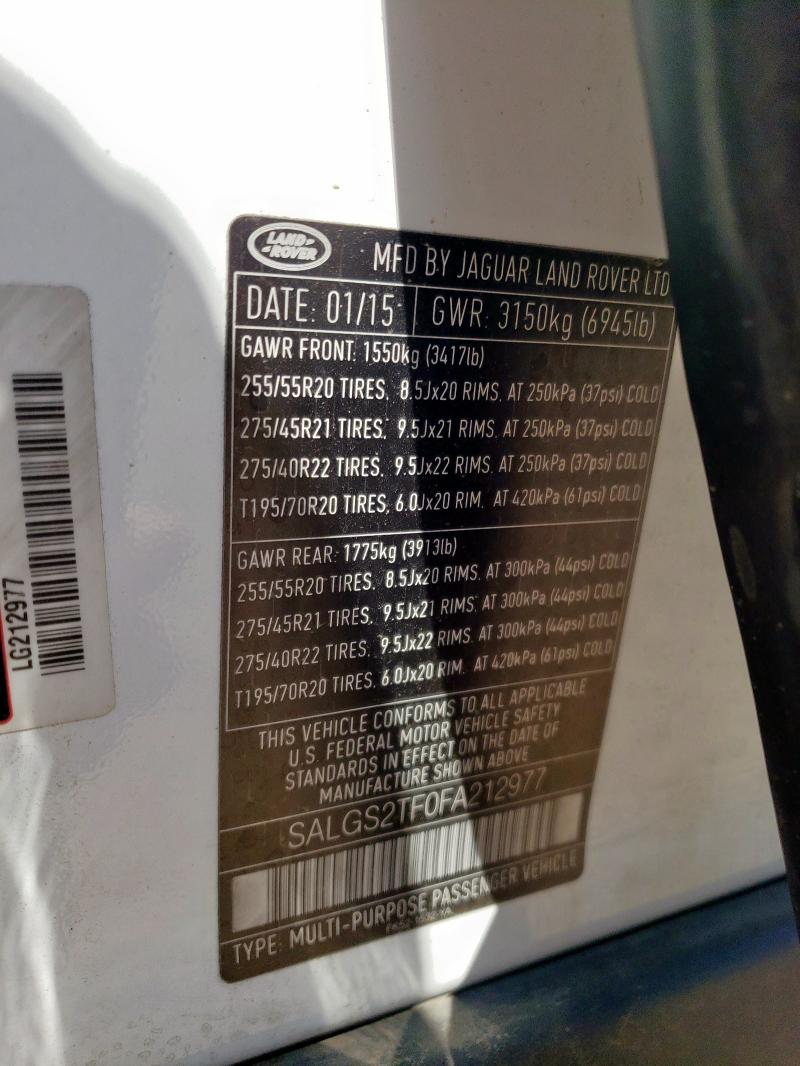 LAND-
-ROVER
MFD BY JAGUAR LAND ROVER LTD
DATE: 01/15
GWR: 3150kg (6945lb)
GAWR FRONT: 1550kg (3417lb)
255/55R20 TIRES, 8.5Jx20 RIMS, AT 250kPa (37psi) COLD
275/45R21 TIRES, 9.5Jx21 RIMS, AT 250kPa (37psi) COLD
275/40R22 TIRES, 9.5Jx22 RIMS, AT 250kPa (37psi) COLD
T195/70R20 TIRES, 6.0Jx20 RIM, AT 420kPa (61psi) COLD
GAWR REAR: 1775kg (3913lb)
255/55R20 TIRES, 8.5Jx20 RIMS, AT 300kPa (44psi) COLD
275/45R21 TIRES, 9.5Jx21 RIMS, AT 300kPa (44psi) COLD
275/40R22 TIRES, 9.5Jx22 RIMS, AT 300kPa (44psi) COLD
T195/70R20 TIRES, 6.0Jx20 RIM, AT 420kPa (61psi) COLD
THIS VEHICLE CONFORMS TO ALL APPLICABLE
U.S. FEDERAL MOTOR VEHICLE SAFETY
STANDARDS IN EFFECT ON THE DATE OF
MANUFACTURE SHOWN ABOVE
SALGS2TF0FA212977
TYPE: MULTI-PURPOSE PASSENGER VEHICLE
LG212977